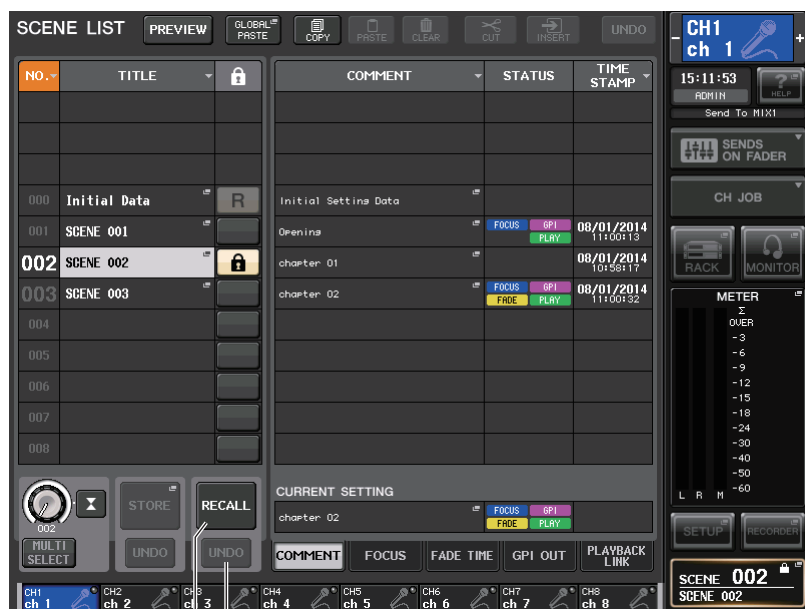 SCENE LIST PREVIEW GLOBAL PASTE COPY PASTE CLEAR CUT INSERT UNDO
CH1
- ch 1 +
15:11:53
ADMIN
? HELP
Send To MIX1
SENDS ON FADER
CH JOB
RACK MONITOR
NO. TITLE COMMENT STATUS TIME STAMP
000 Initial Data R Initial Setting Data
001 SCENE 001 Opening FOCUS GPI PLAY 08/01/2014 11:00:13
002 SCENE 002 chapter 01 08/01/2014 10:58:17
003 SCENE 003 chapter 02 FOCUS GPI FADE PLAY 08/01/2014 11:00:32
004
005
006
007
008
METER
Σ
OVER
-3
-6
-9
-12
-15
-18
-24
-30
-40
-50
-60
L R M
SETUP RECORDER
002
MULTI SELECT
STORE
UNDO
RECALL
UNDO
CURRENT SETTING
chapter 02 FOCUS GPI FADE PLAY
COMMENT FOCUS FADE TIME GPI OUT PLAYBACK LINK
SCENE 002
SCENE 002
CH1 CH2 CH3 CH4 CH5 CH6 CH7 CH8
ch 1 ch 2 ch 3 ch 4 ch 5 ch 6 ch 7 ch 8